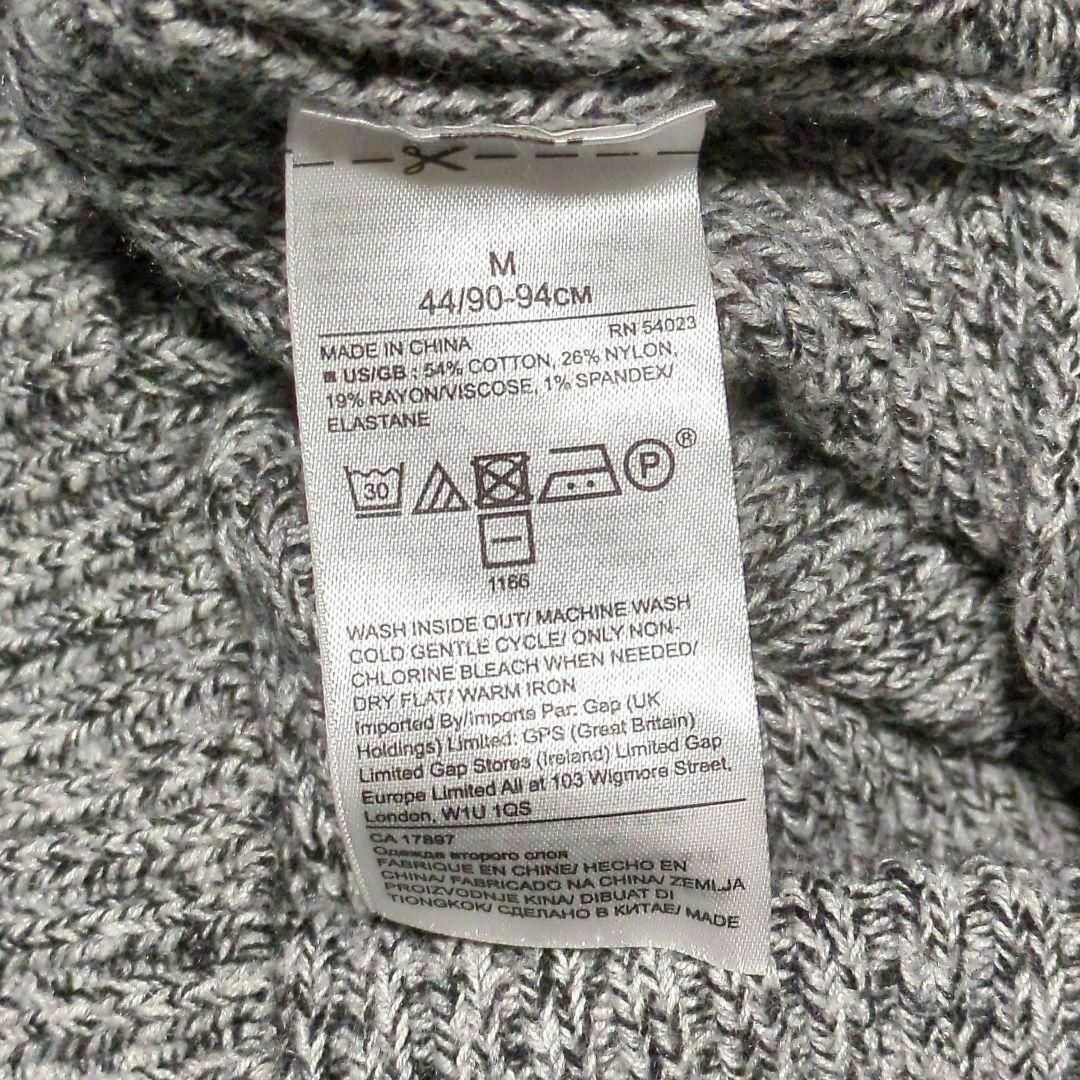 M
44/90-94CM
RN 54023
MADE IN CHINA
US/GB : 54% COTTON, 26% NYLON,
19% RAYON/VISCOSE, 1% SPANDEX/
ELASTANE
30
P®
1166
WASH INSIDE OUT/ MACHINE WASH
COLD GENTLE CYCLE/ ONLY NON-
CHLORINE BLEACH WHEN NEEDED/
DRY FLAT/ WARM IRON
Imported By/Imports Par: Gap (UK
Holdings) Limited: GPS (Great Britain)
Limited Gap Stores (Ireland) Limited Gap
Europe Limited All at 103 Wigmore Street,
London, W1U 1QS
CA 17897
Одежда второго слоя
FABRIQUE EN CHINE/ HECHO EN
CHINA/ FABRICADO NA CHINA/ ZEMLJA
PROIZVODNJE KINA/ DIBUAT DI
TIONGKOK/ СДЕЛАНО В КИТАЕ/ MADE